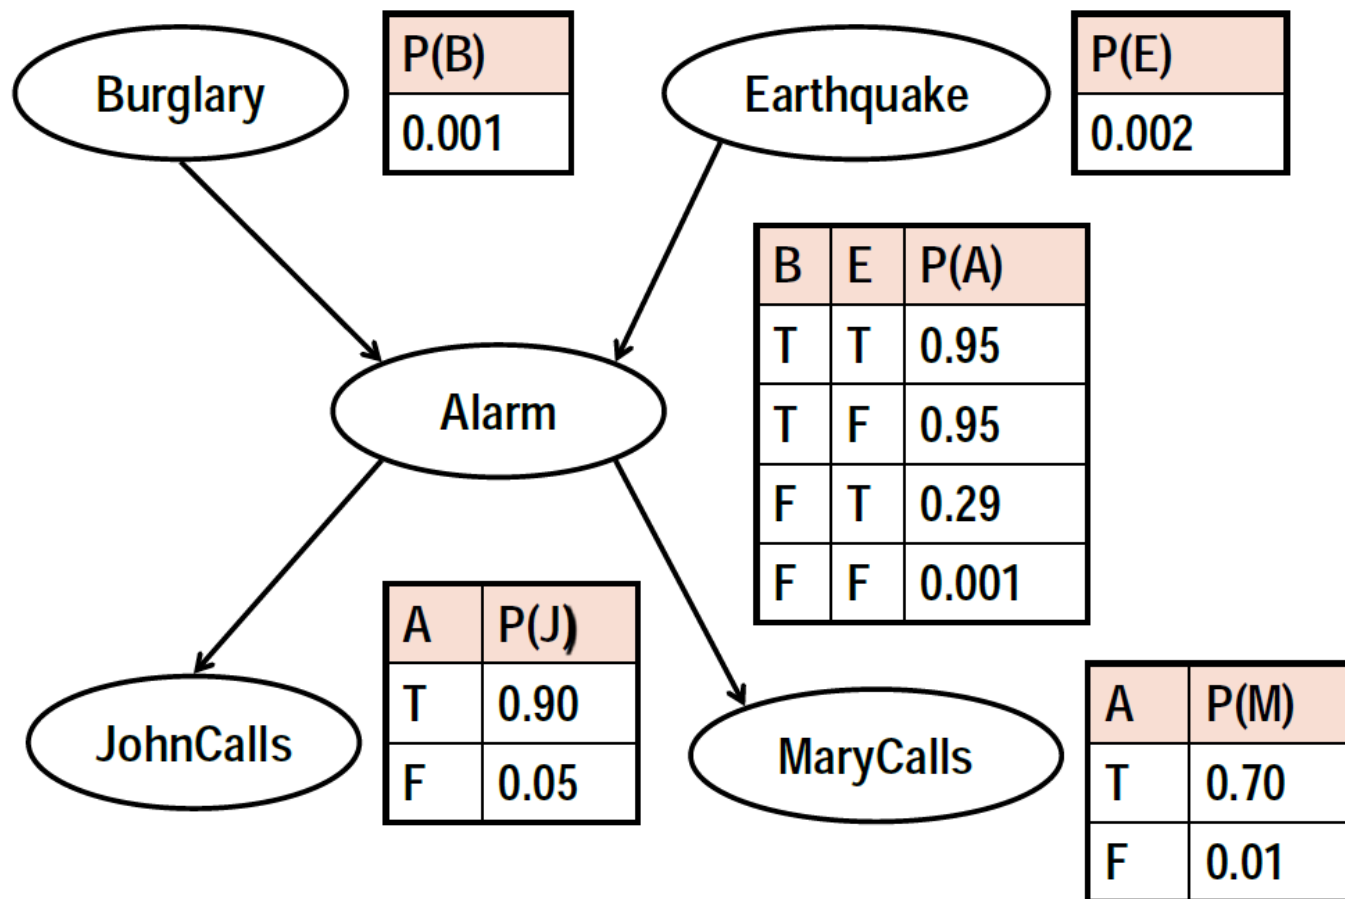 Burglary
P(B)
0.001
Earthquake
P(E)
0.002
B E P(A)
T T 0.95
T F 0.95
F T 0.29
F F 0.001
Alarm
A P(J)
T 0.90
F 0.05
JohnCalls
MaryCalls
A P(M)
T 0.70
F 0.01